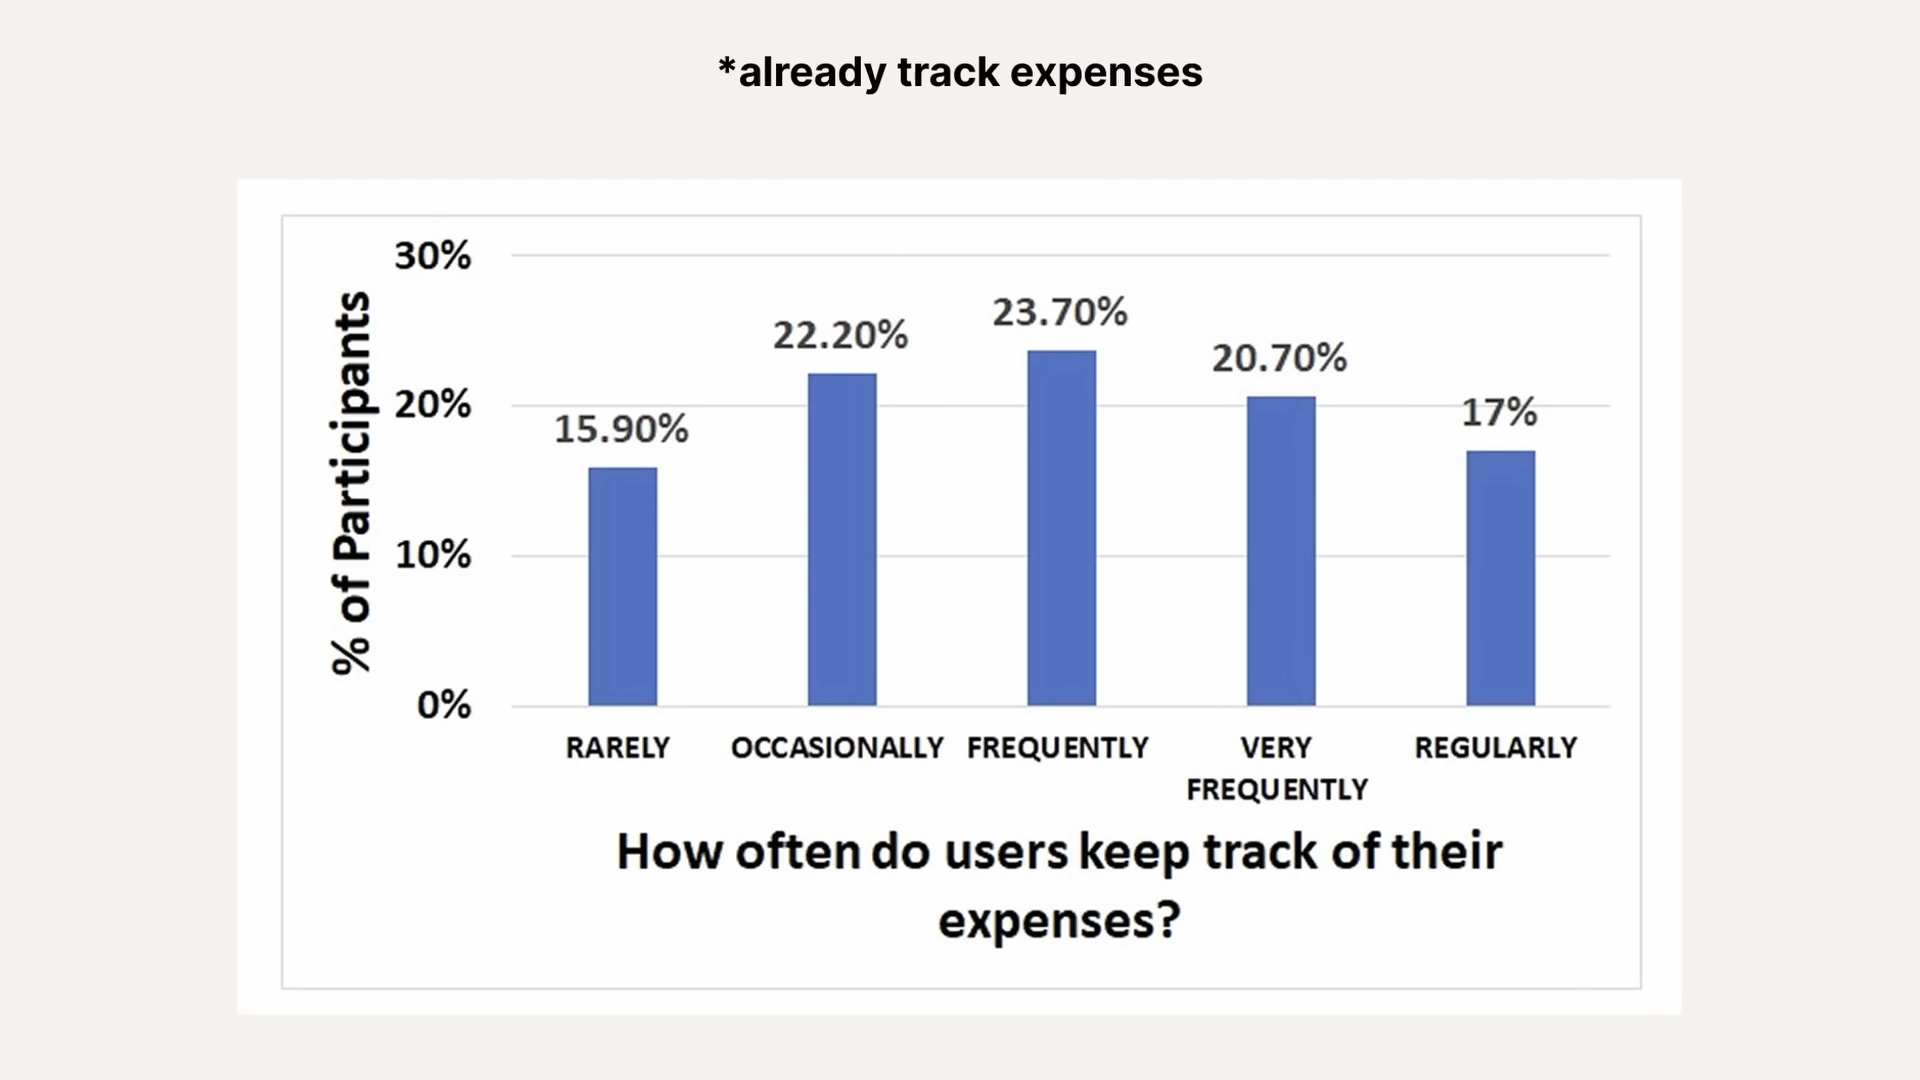 *already track expenses
% of Participants
30%
20%
10%
0%
15.90%
22.20%
23.70%
20.70%
17%
RARELY
OCCASIONALLY
FREQUENTLY
VERY
FREQUENTLY
REGULARLY
How often do users keep track of their
expenses?